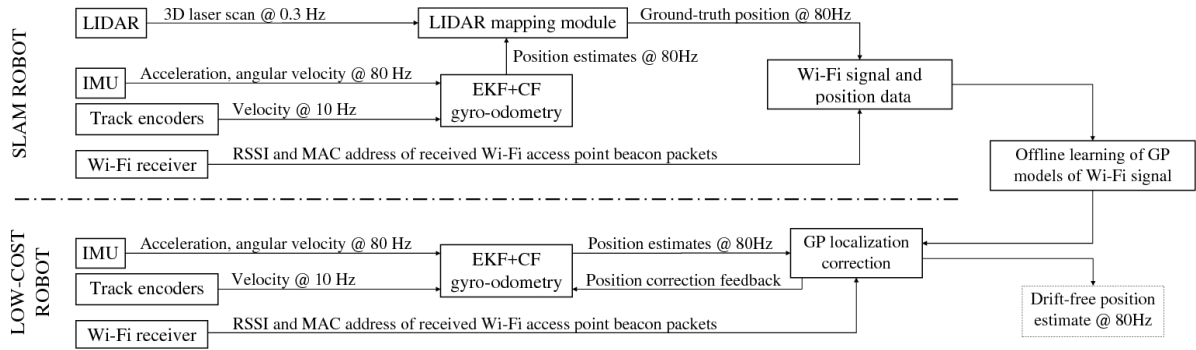 SLAM ROBOT
LIDAR
3D laser scan @ 0.3 Hz
LIDAR mapping module
Ground-truth position @ 80Hz
Position estimates @ 80Hz
IMU
Acceleration, angular velocity @ 80 Hz
EKF+CF
gyro-odometry
Track encoders
Velocity @ 10 Hz
Wi-Fi signal and
position data
Wi-Fi receiver
RSSI and MAC address of received Wi-Fi access point beacon packets
Offline learning of GP
models of Wi-Fi signal
LOW-COST
ROBOT
IMU
Acceleration, angular velocity @ 80 Hz
EKF+CF
gyro-odometry
Position estimates @ 80Hz
GP localization
correction
Track encoders
Velocity @ 10 Hz
Position correction feedback
Drift-free position
estimate @ 80Hz
Wi-Fi receiver
RSSI and MAC address of received Wi-Fi access point beacon packets